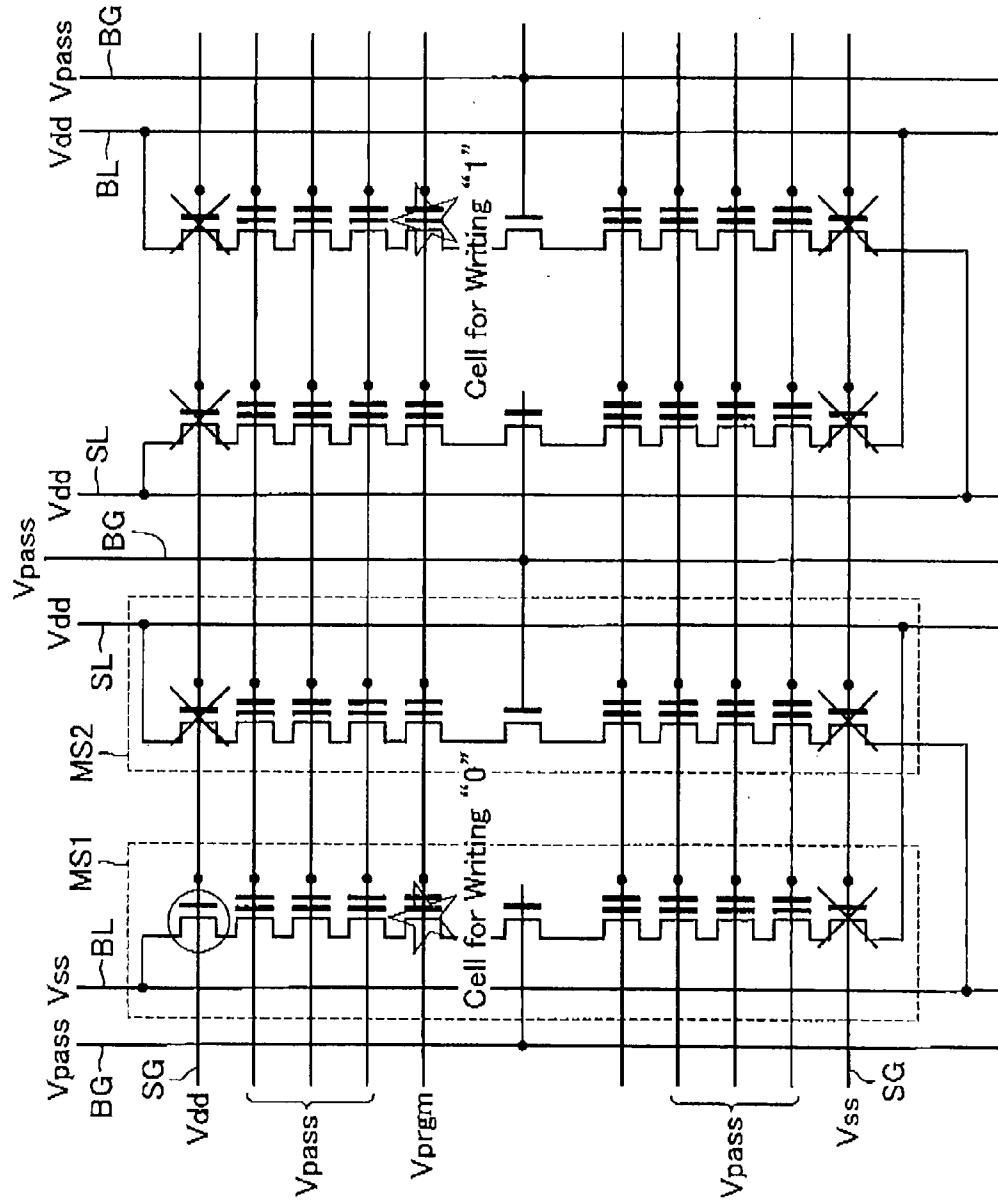 Vpass
Vdd Vpass
BL
BG
Vdd
SL
Vpass
BG
Vdd
SL
MS2
MS1
Vss
BL
Vpass
BG
SG
Cell for Writing “1”
Cell for Writing “0”
Vdd
Vpass
Vprgm
Vpass
Vss
SG